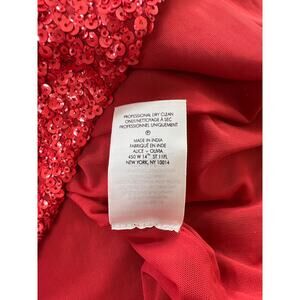 PROFESSIONAL DRY CLEAN
ONLY/NETTOYAGE À SEC
PROFESSIONNEL UNIQUEMENT
Ⓟ
MADE IN INDIA
FABRIQUÉ EN INDE
ALICE + OLIVIA
450 W 14TH ST 11FL
NEW YORK, NY 10014